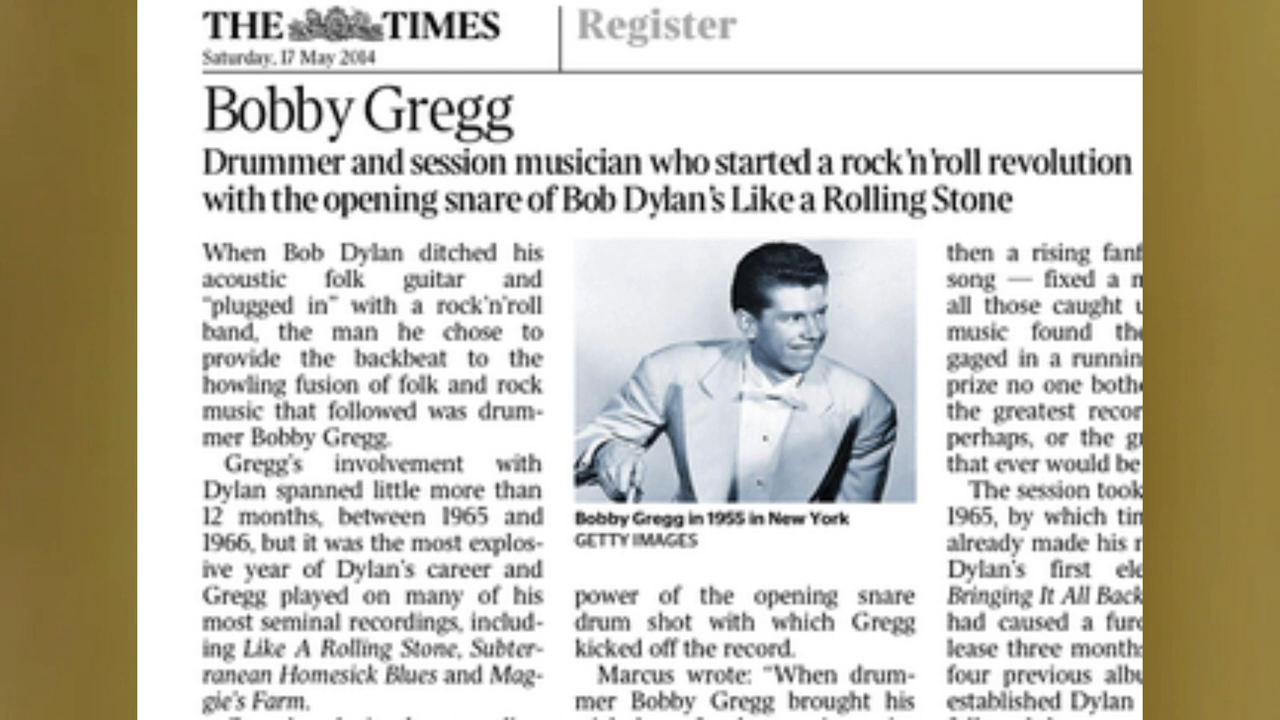 THE TIMES
Register
Saturday, 17 May 2014
Bobby Gregg
Drummer and session musician who started a rock'n'roll revolution
with the opening snare of Bob Dylan's Like a Rolling Stone
When Bob Dylan ditched his
acoustic folk guitar and
"plugged in" with a rock'n'roll
band, the man he chose to
provide the backbeat to the
howling fusion of folk and rock
music that followed was drum-
mer Bobby Gregg.
Gregg's involvement with
Dylan spanned little more than
12 months, between 1965 and
1966, but it was the most explos-
ive year of Dylan's career and
Gregg played on many of his
most seminal recordings, includ-
ing Like A Rolling Stone, Subter-
ranean Homesick Blues and Mag-
gie's Farm.
Bobby Gregg in 1955 in New York
GETTY IMAGES
power of the opening snare
drum shot with which Gregg
kicked off the record.
Marcus wrote: "When drum-
mer Bobby Gregg brought his
then a rising
song — fixed a
all those caught
music found
gaged in a
prize no one
the greatest
perhaps, or the
that ever would be
The session took
1965, by which
already made his
Dylan's first
Bringing It All Back
had caused a
lease three
four previous
established Dylan